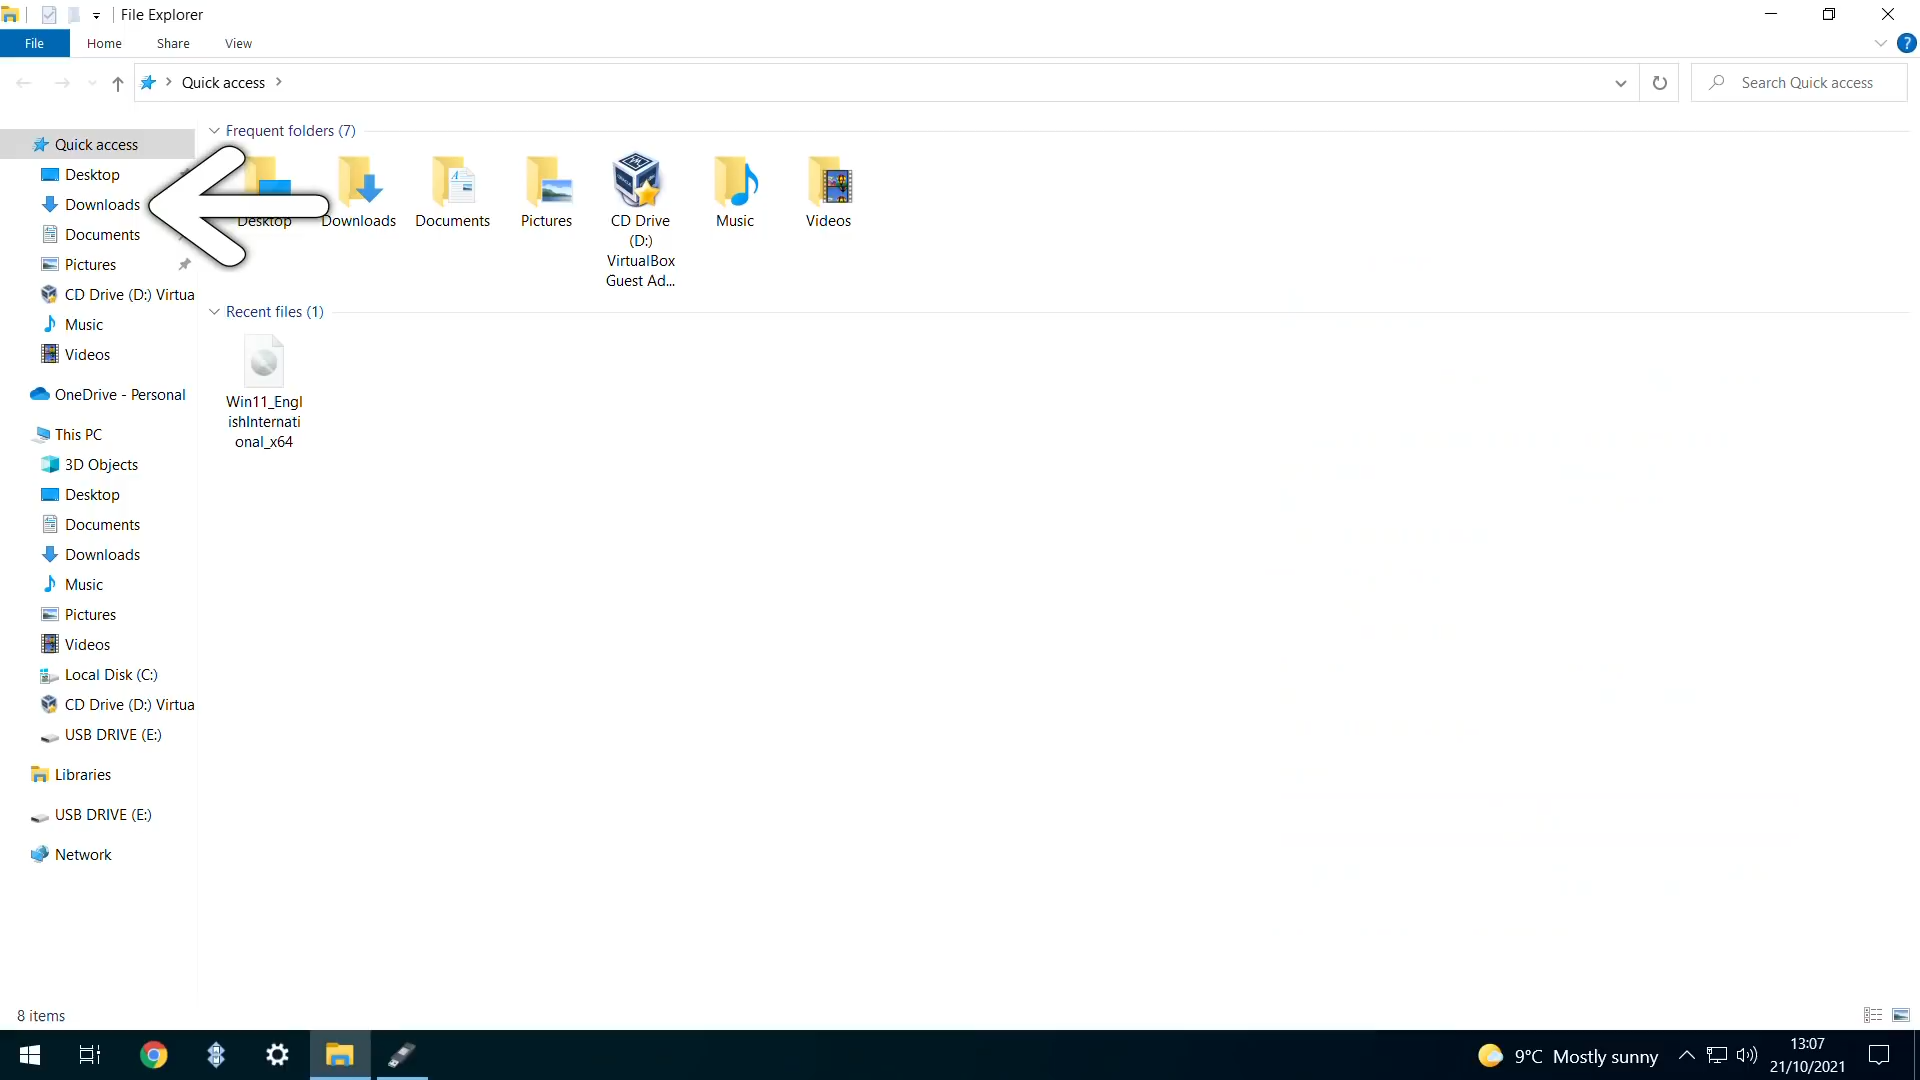 File Explorer
File Home Share View
Quick access
Search Quick access
Quick access
Desktop
Downloads
Documents
Pictures
CD Drive (D:) Virtua
Music
Videos
OneDrive - Personal
This PC
3D Objects
Desktop
Documents
Downloads
Music
Pictures
Videos
Local Disk (C:)
CD Drive (D:) Virtua
USB DRIVE (E:)
Libraries
USB DRIVE (E:)
Network
Frequent folders (7)
Desktop
Downloads
Documents
Pictures
CD Drive
(D:)
VirtualBox
Guest Ad...
Music
Videos
Recent files (1)
Win11_Engl
ishInternati
onal_x64
8 items
9°C Mostly sunny
13:07
21/10/2021